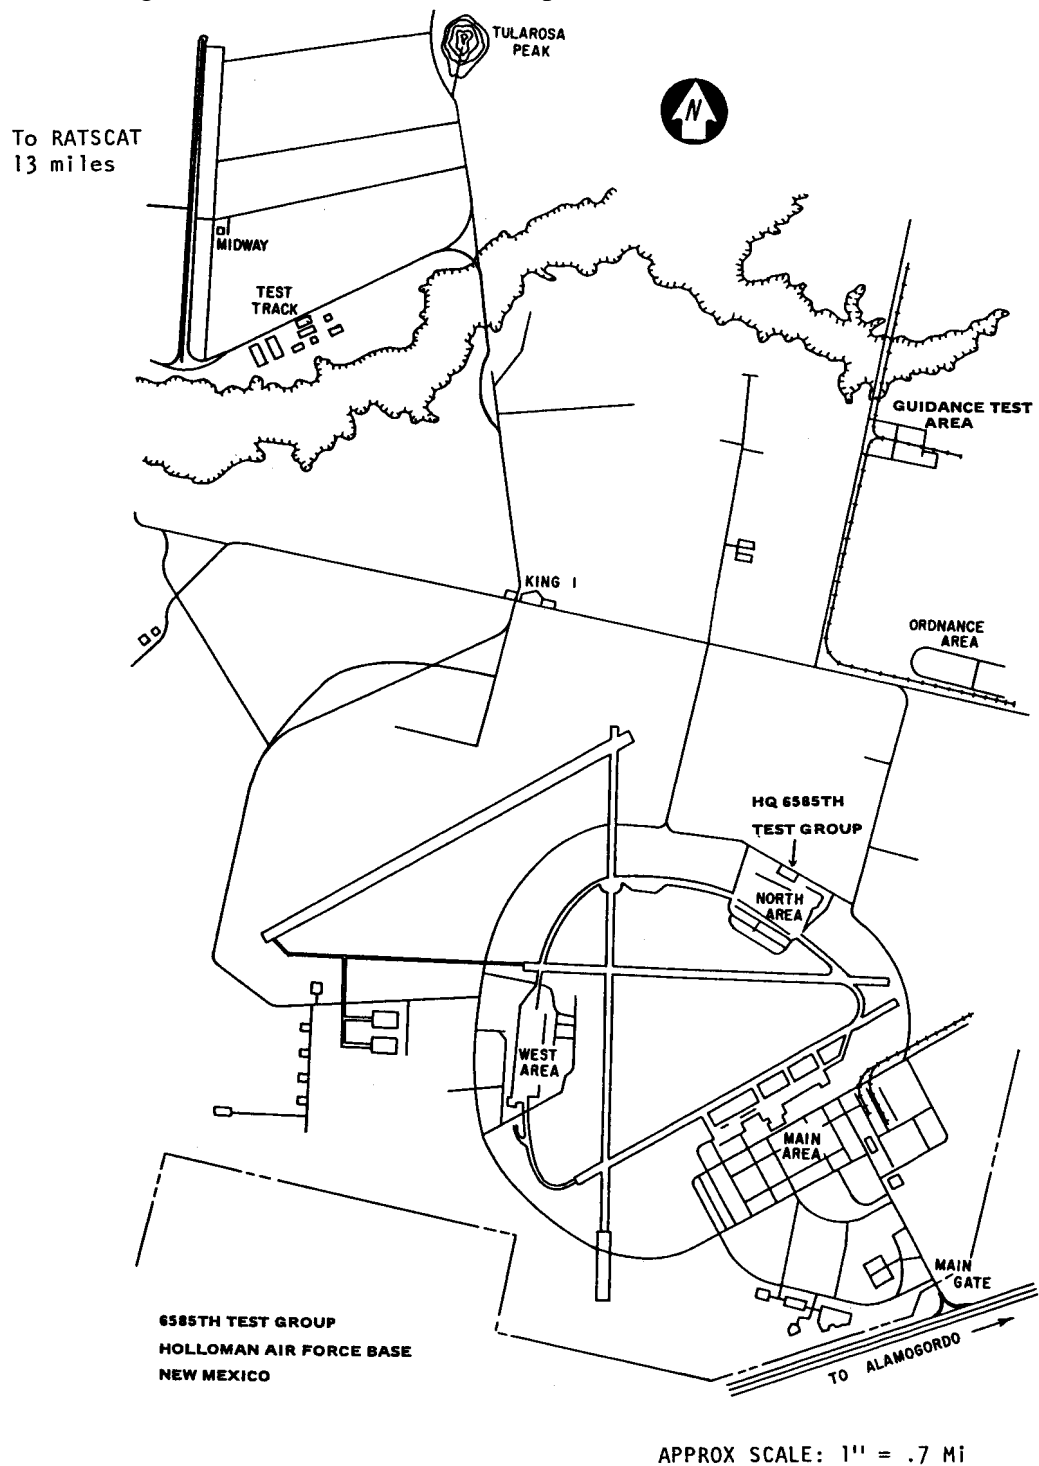 TULAROSA
PEAK
N
To RATSCAT
13 miles
MIDWAY
TEST
TRACK
GUIDANCE TEST
AREA
KING I
ORDNANCE
AREA
HQ 6585TH
TEST GROUP
NORTH
AREA
WEST
AREA
MAIN
AREA
MAIN
GATE
TO ALAMOGORDO
6585TH TEST GROUP
HOLLOMAN AIR FORCE BASE
NEW MEXICO
APPROX SCALE: 1" = .7 Mi